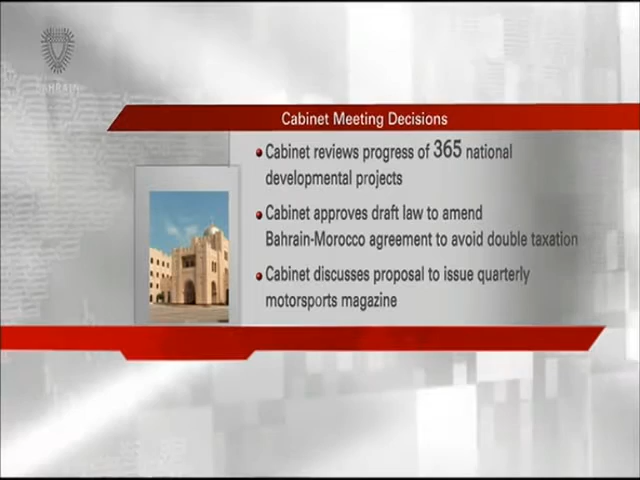 BAHRAIN
Cabinet Meeting Decisions
Cabinet reviews progress of 365 national
developmental projects
Cabinet approves draft law to amend
Bahrain-Morocco agreement to avoid double taxation
Cabinet discusses proposal to issue quarterly
motorsports magazine